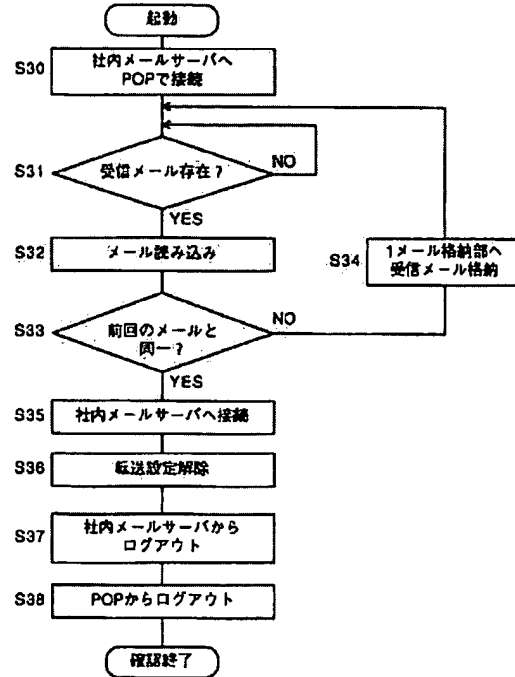 起動
S30
社内メールサーバへ
POPで接続
S31
受信メール存在？
NO
YES
S32
メール読み込み
S34
1メール格納部へ
受信メール格納
S33
前回のメールと
同一？
NO
YES
S35
社内メールサーバへ接続
S36
転送設定解除
S37
社内メールサーバから
ログアウト
S38
POPからログアウト
確認終了